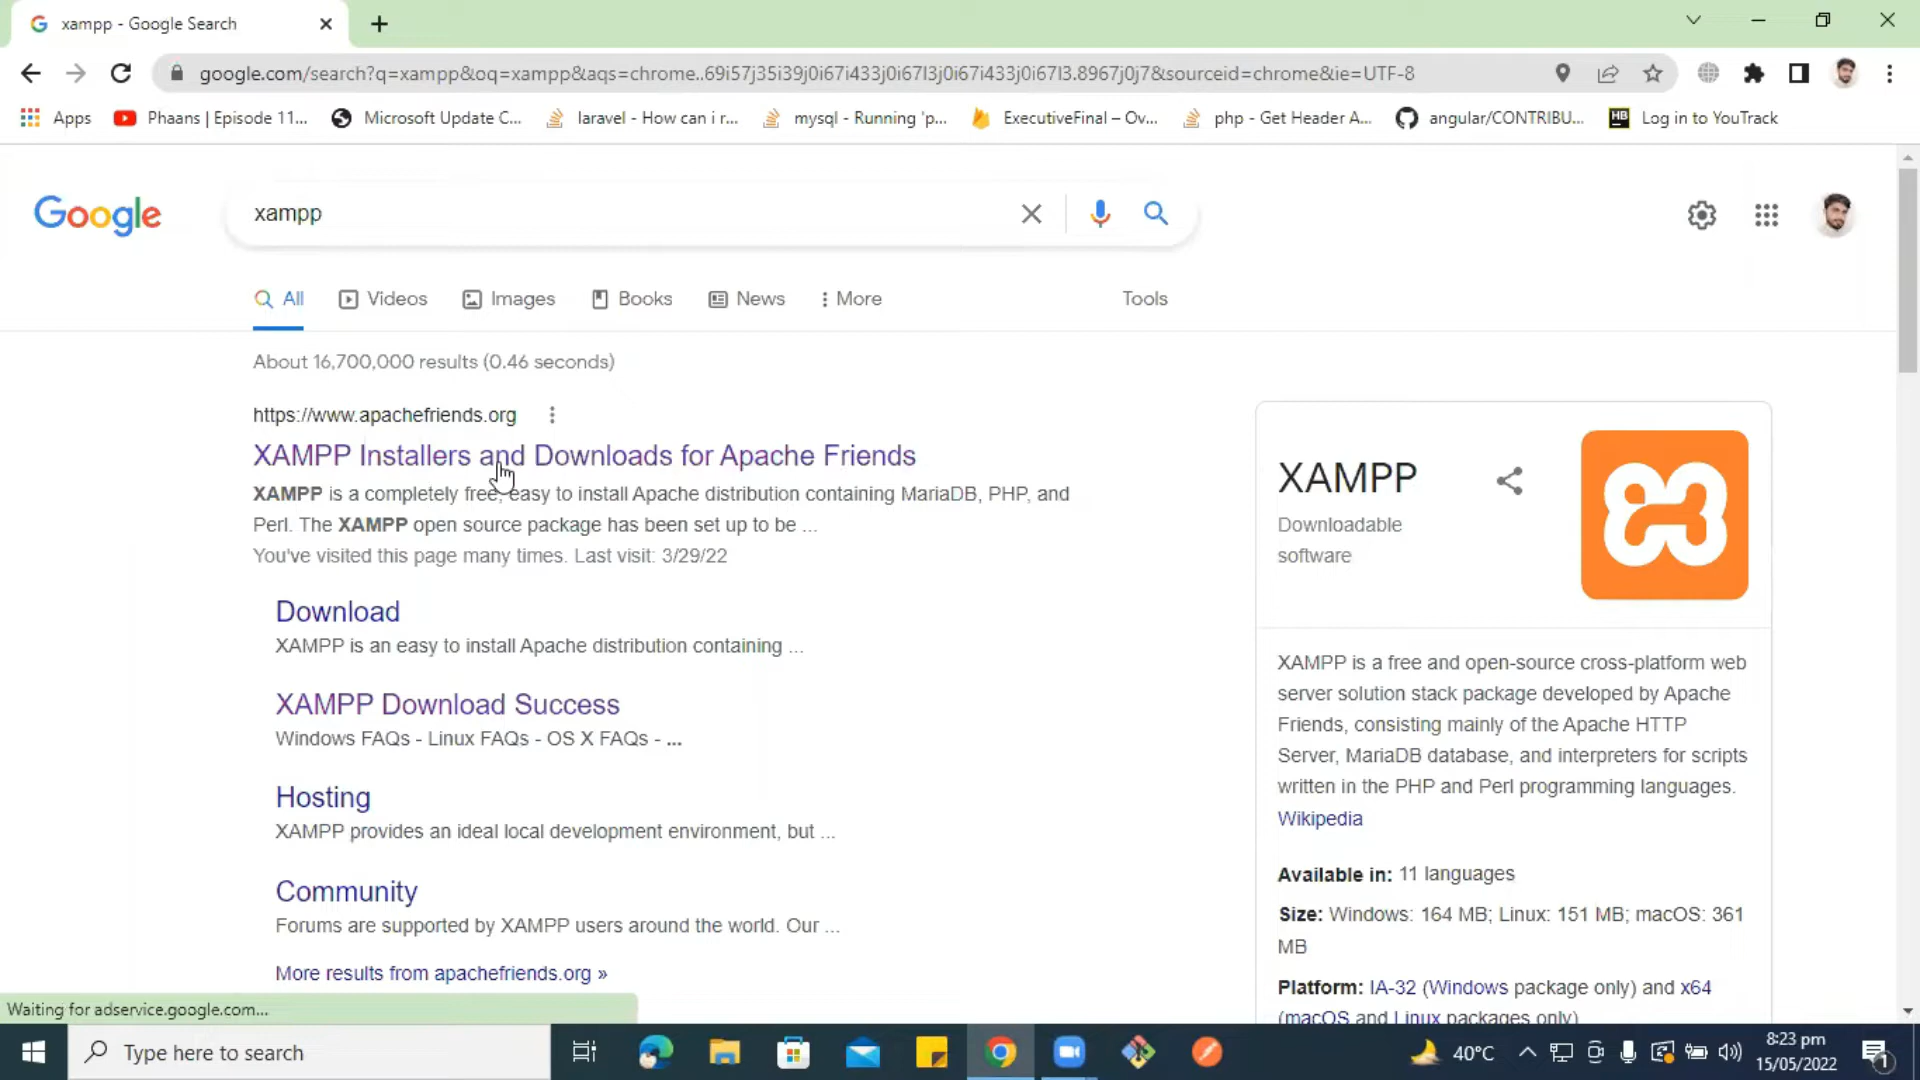 xampp - Google Search
google.com/search?q=xampp&oq=xampp&aqs=chrome..69i57j35i39j0i67i433j0i67l3j0i67i433j0i67l3.8967j0j7&sourceid=chrome&ie=UTF-8
Apps
Phaans | Episode 11...
Microsoft Update C...
laravel - How can i r...
mysql - Running 'p...
ExecutiveFinal – Ov...
php - Get Header A...
angular/CONTRIBU...
HB
Log in to YouTrack
Google
xampp
All
Videos
Images
Books
News
More
Tools
About 16,700,000 results (0.46 seconds)
https://www.apachefriends.org
XAMPP Installers and Downloads for Apache Friends
XAMPP is a completely free, easy to install Apache distribution containing MariaDB, PHP, and
Perl. The XAMPP open source package has been set up to be ...
You've visited this page many times. Last visit: 3/29/22
Download
XAMPP is an easy to install Apache distribution containing ...
XAMPP Download Success
Windows FAQs - Linux FAQs - OS X FAQs - ...
Hosting
XAMPP provides an ideal local development environment, but ...
Community
Forums are supported by XAMPP users around the world. Our ...
More results from apachefriends.org »
XAMPP
Downloadable
software
XAMPP is a free and open-source cross-platform web
server solution stack package developed by Apache
Friends, consisting mainly of the Apache HTTP
Server, MariaDB database, and interpreters for scripts
written in the PHP and Perl programming languages.
Wikipedia
Available in: 11 languages
Size: Windows: 164 MB; Linux: 151 MB; macOS: 361
MB
Platform: IA-32 (Windows package only) and x64
(macOS and Linux packages only)
Waiting for adservice.google.com...
Type here to search
40°C
8:23 pm
15/05/2022
1